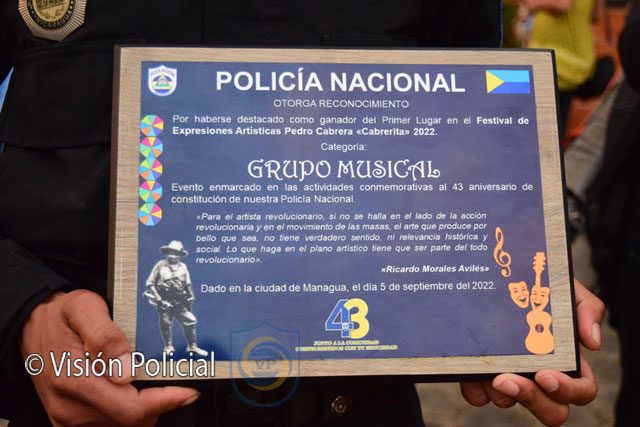 NICARAGUA
POLICÍA NACIONAL
OTORGA RECONOCIMIENTO
Por haberse destacado como ganador del Primer Lugar en el Festival de
Expresiones Artísticas Pedro Cabrera «Cabrerita» 2022.
Categoría:
GRUPO MUSICAL
Evento enmarcado en las actividades conmemorativas al 43 aniversario de
constitución de nuestra Policía Nacional.
«Para el artista revolucionario, si no se halla en el lado de la acción
revolucionaria y en el movimiento de las masas, el arte que produce por
bello que sea, no tiene verdadero sentido, ni relevancia histórica y
social. Lo que haga en el plano artístico tiene que ser parte del todo
revolucionario».
«Ricardo Morales Avilés»
Dado en la ciudad de Managua, el día 5 de septiembre del 2022.
43
JUNTO A LA COMUNIDAD
COMPROMETIDOS CON TU SEGURIDAD
© Visión Policial
VP